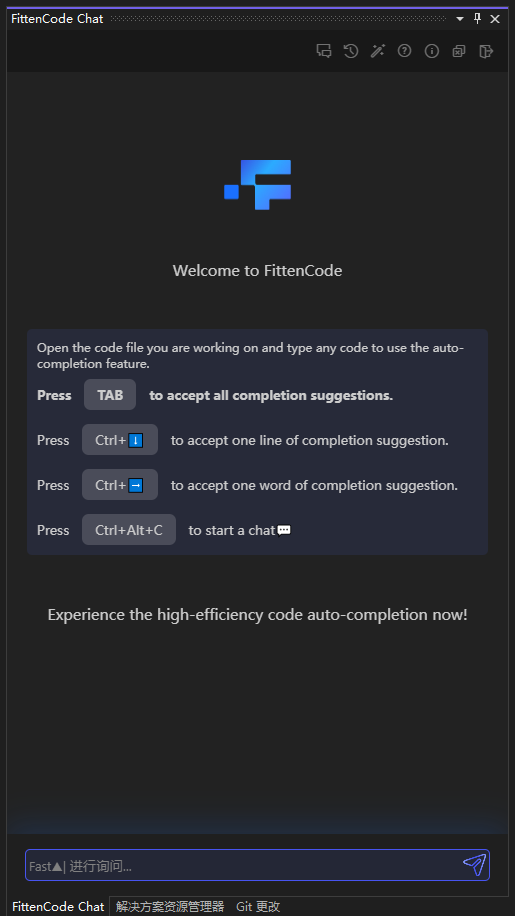 FittenCode Chat
Welcome to FittenCode
Open the code file you are working on and type any code to use the auto-
completion feature.
Press TAB to accept all completion suggestions.
Press Ctrl+⬇️ to accept one line of completion suggestion.
Press Ctrl+➡️ to accept one word of completion suggestion.
Press Ctrl+Alt+C to start a chat💬
Experience the high-efficiency code auto-completion now!
Fast▲| 进行询问...
FittenCode Chat 解决方案资源管理器 Git 更改